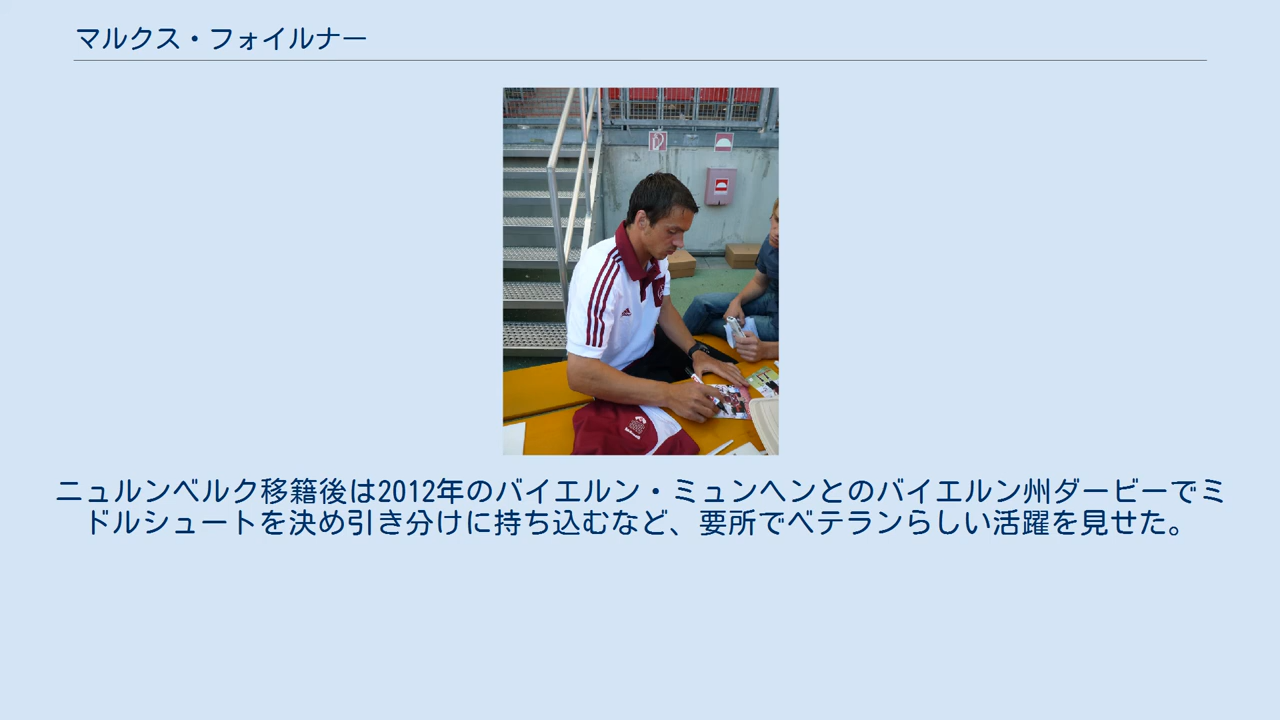 マルクス・フォイルナー
ニュルンベルク移籍後は2012年のバイエルン・ミュンヘンとのバイエルン州ダービーでミ
ドルシュートを決め引き分けに持ち込むなど、要所でベテランらしい活躍を見せた。